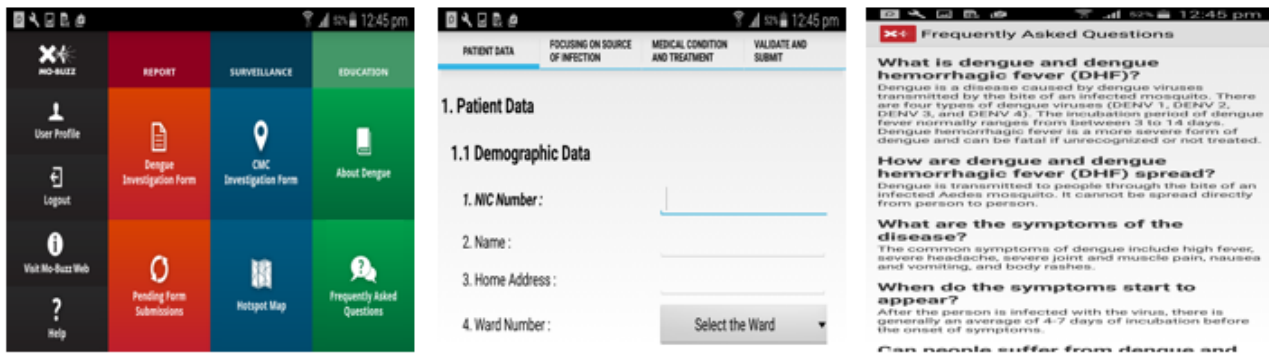 52% 12:45 pm
MO-BUZZ
REPORT
SURVEILLANCE
EDUCATION
User Profile
Dengue
Investigation Form
CMC
Investigation Form
About Dengue
Logout
Visit Mo-Buzz Web
Pending Form
Submissions
Hotspot Map
Frequently Asked
Questions
Help
52% 12:45 pm
PATIENT DATA
FOCUSING ON SOURCE
OF INFECTION
MEDICAL CONDITION
AND TREATMENT
VALIDATE AND
SUBMIT
1. Patient Data
1.1 Demographic Data
1. NIC Number :
2. Name :
3. Home Address :
4. Ward Number :
Select the Ward
52% 12:45 pm
Frequently Asked Questions
What is dengue and dengue
hemorrhagic fever (DHF)?
Dengue is a disease caused by dengue viruses
transmitted by the bite of an infected mosquito. There
are four types of dengue viruses (DENV 1, DENV 2,
DENV 3, and DENV 4). The incubation period of dengue
fever normally ranges from between 3 to 14 days.
Dengue hemorrhagic fever is a more severe form of
dengue and can be fatal if unrecognized or not treated.
How are dengue and dengue
hemorrhagic fever (DHF) spread?
Dengue is transmitted to people through the bite of an
infected Aedes mosquito. It cannot be spread directly
from person to person.
What are the symptoms of the
disease?
The common symptoms of dengue include high fever,
severe headache, severe joint and muscle pain, nausea
and vomiting, and body rashes.
When do the symptoms start to
appear?
After the person is infected with the virus, there is
generally an average of 4-7 days of incubation before
the onset of symptoms.
Can people suffer from dengue and